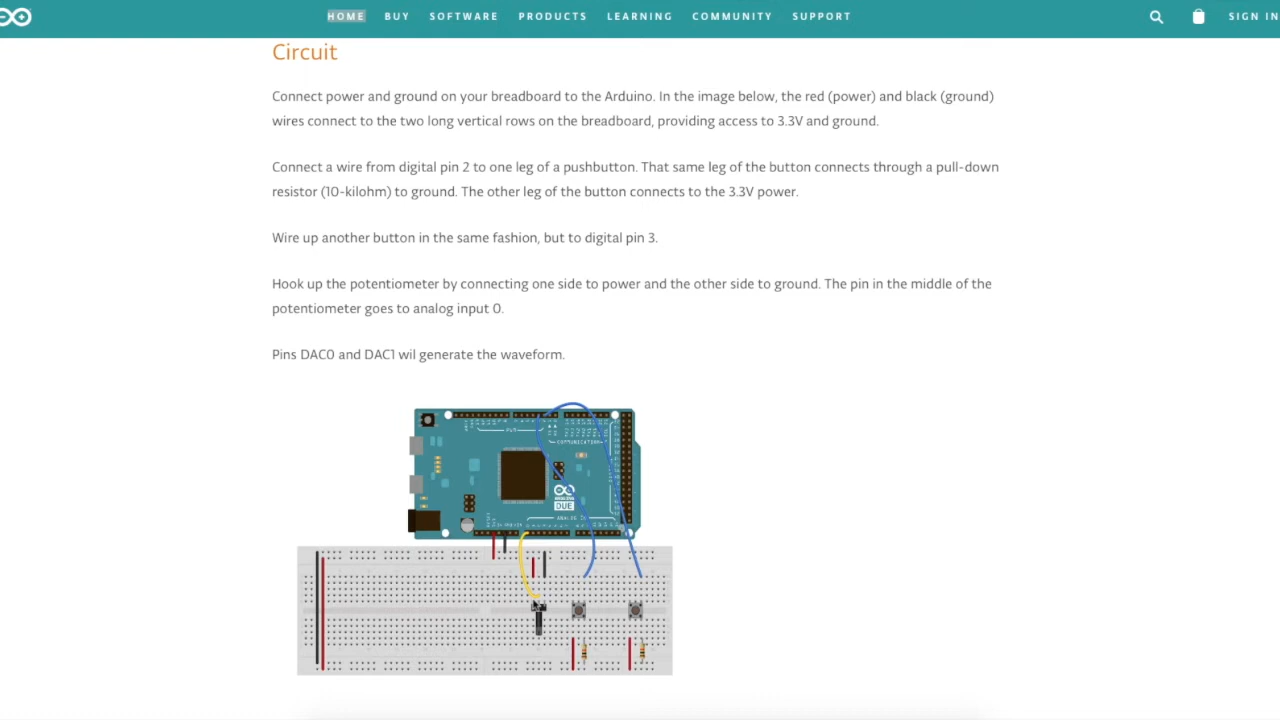 HOME BUY SOFTWARE PRODUCTS LEARNING COMMUNITY SUPPORT SIGN IN
Circuit
Connect power and ground on your breadboard to the Arduino. In the image below, the red (power) and black (ground)
wires connect to the two long vertical rows on the breadboard, providing access to 3.3V and ground.
Connect a wire from digital pin 2 to one leg of a pushbutton. That same leg of the button connects through a pull-down
resistor (10-kilohm) to ground. The other leg of the button connects to the 3.3V power.
Wire up another button in the same fashion, but to digital pin 3.
Hook up the potentiometer by connecting one side to power and the other side to ground. The pin in the middle of the
potentiometer goes to analog input 0.
Pins DAC0 and DAC1 wil generate the waveform.
PWM
COMMUNICATION
ARDUINO
DUE
ANALOG IN